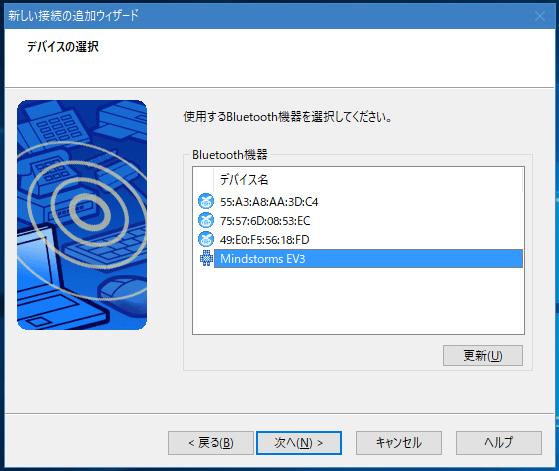 新しい接続の追加ウィザード
デバイスの選択
使用するBluetooth機器を選択してください。
Bluetooth機器
デバイス名
55:A3:A8:AA:3D:C4
75:57:6D:08:53:EC
49:E0:F5:56:18:FD
Mindstorms EV3
更新(U)
< 戻る(B)
次へ(N) >
キャンセル
ヘルプ